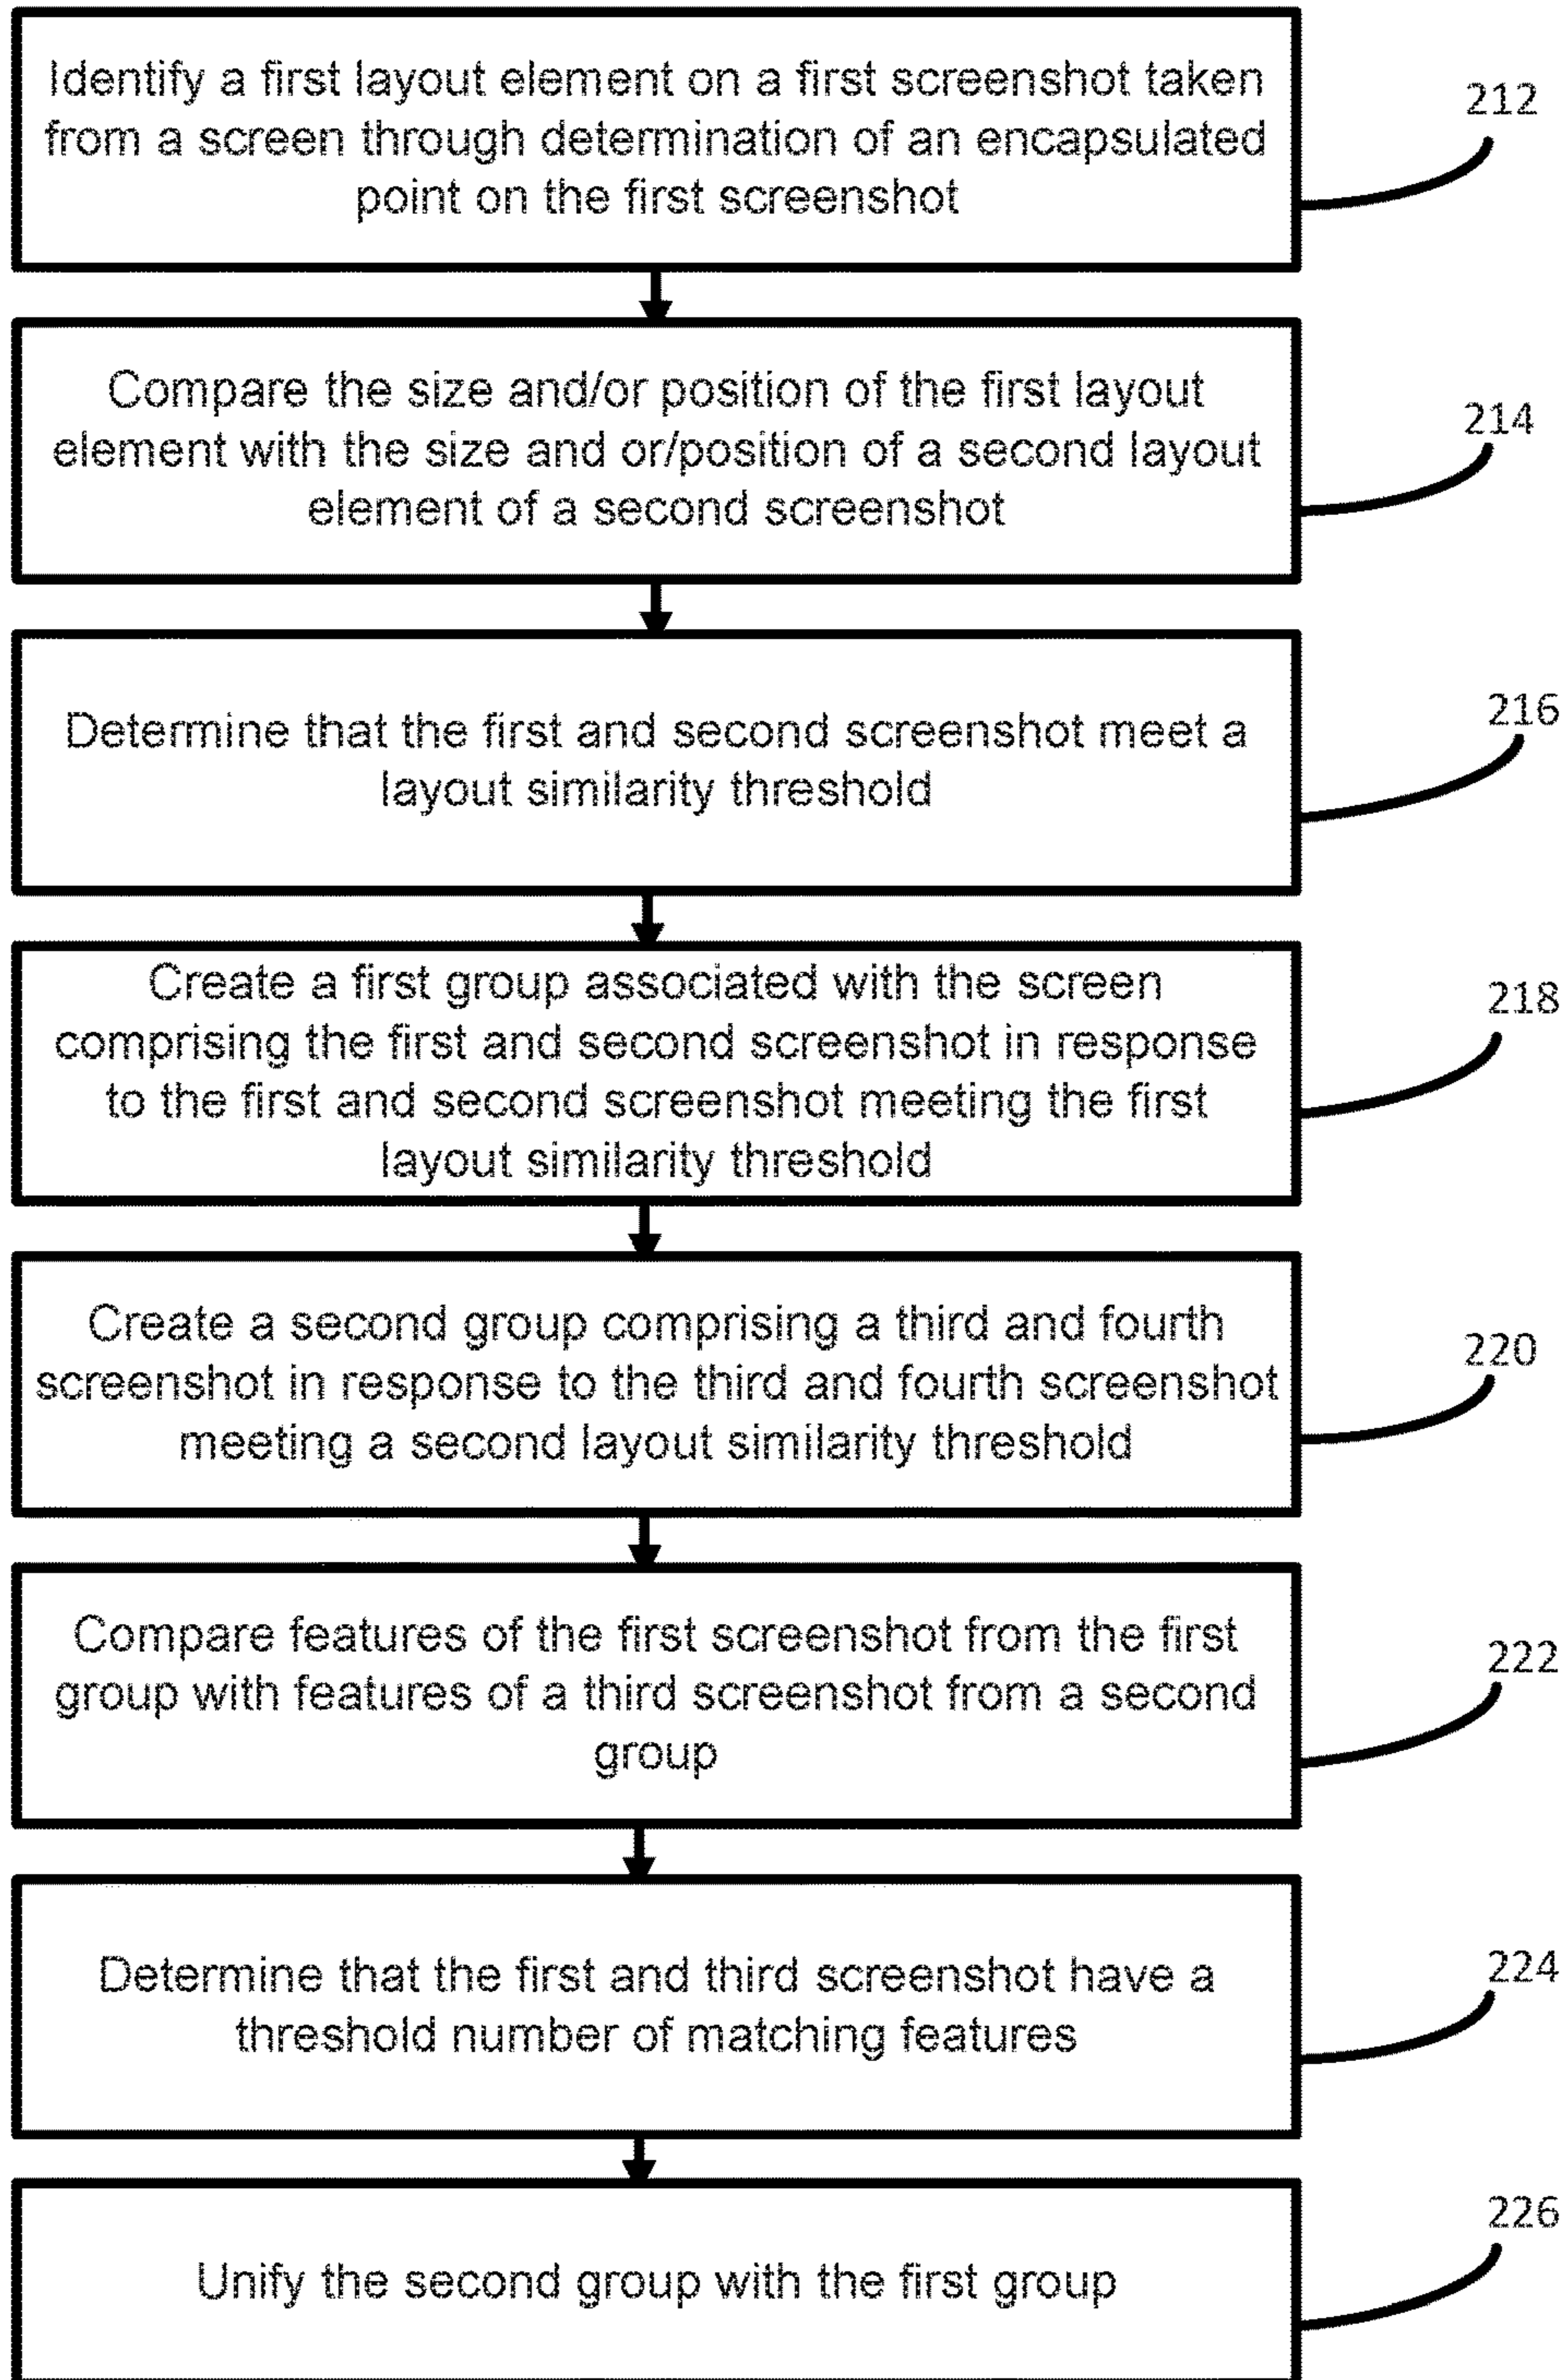 Identify a first layout element on a first screenshot taken
from a screen through determination of an encapsulated
point on the first screenshot
212
Compare the size and/or position of the first layout
element with the size and or/position of a second layout
element of a second screenshot
214
Determine that the first and second screenshot meet a
layout similarity threshold
216
Create a first group associated with the screen
comprising the first and second screenshot in response
to the first and second screenshot meeting the first
layout similarity threshold
218
Create a second group comprising a third and fourth
screenshot in response to the third and fourth screenshot
meeting a second layout similarity threshold
220
Compare features of the first screenshot from the first
group with features of a third screenshot from a second
group
222
Determine that the first and third screenshot have a
threshold number of matching features
224
Unify the second group with the first group
226